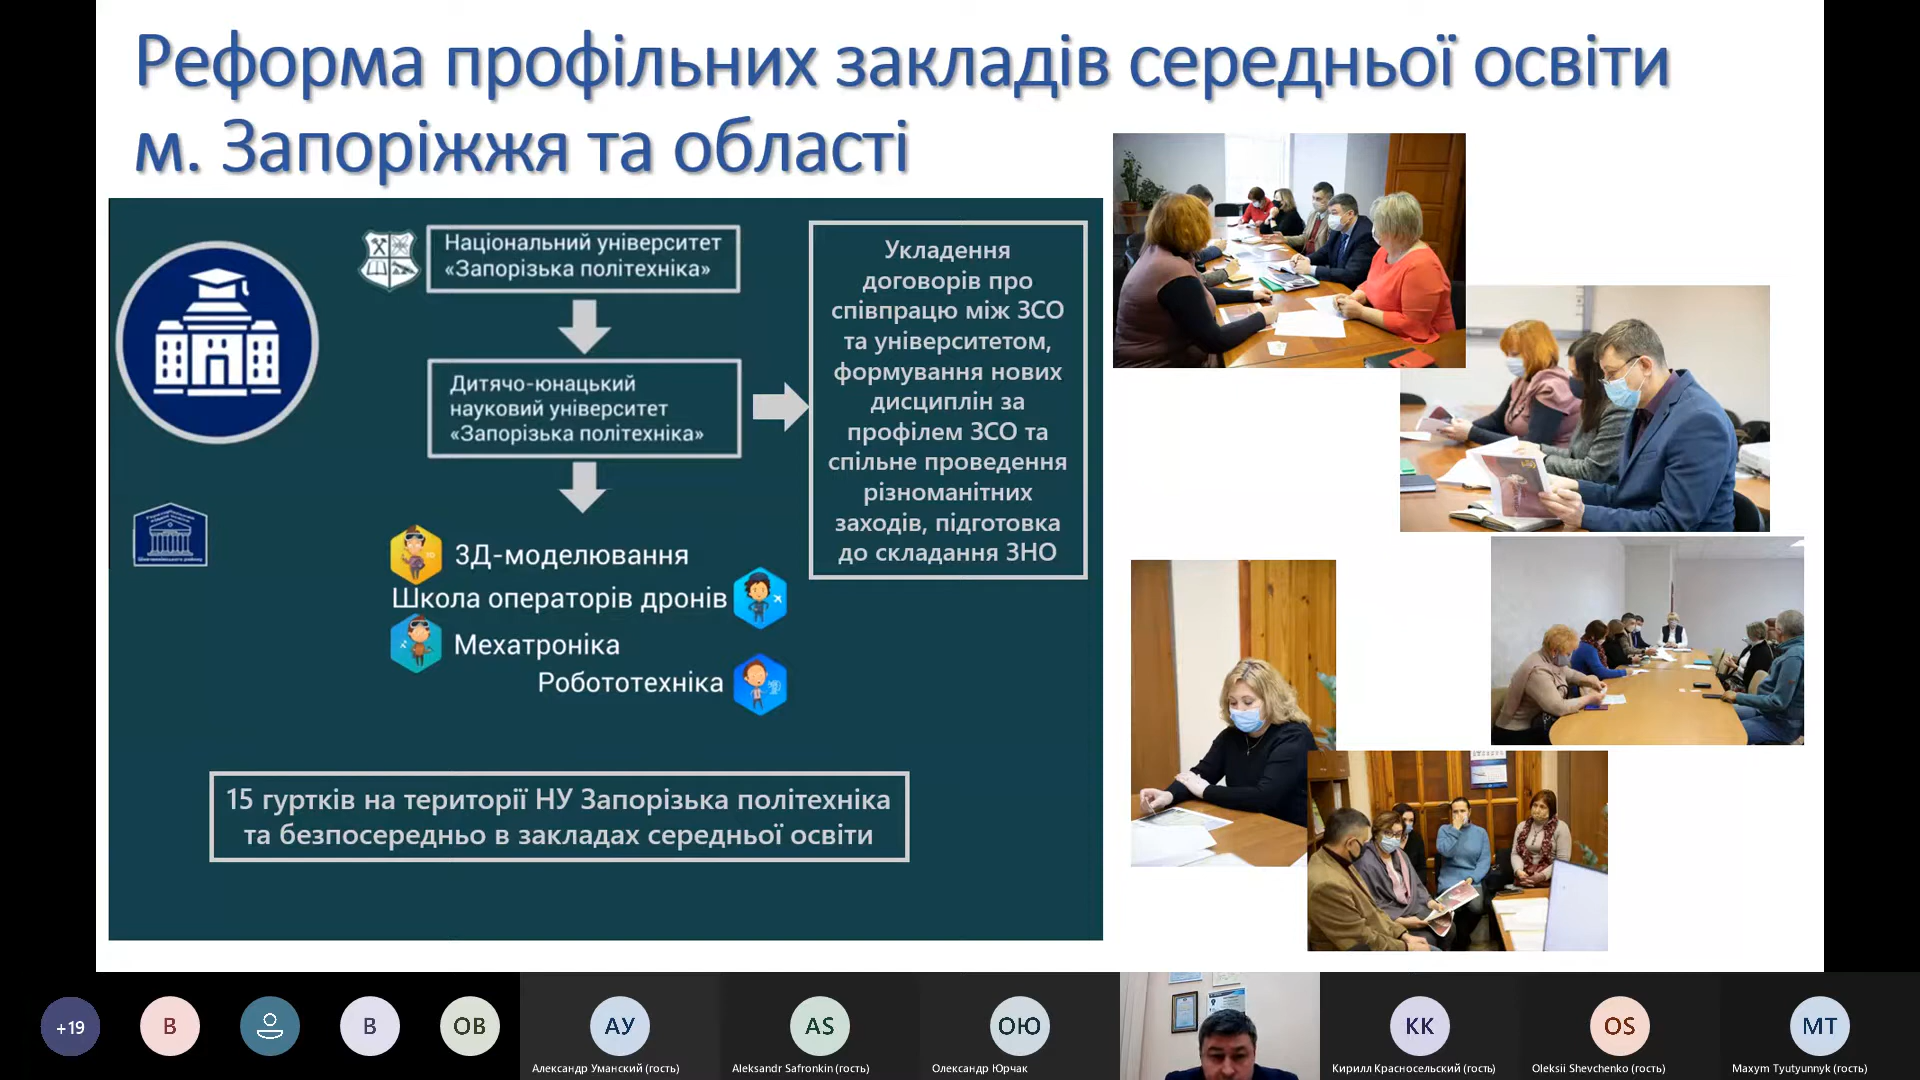 Реформа профільних закладів середньої освіти
м. Запоріжжя та області
Національний університет
«Запорізька політехніка»
Дитячо-юнацький
науковий університет
«Запорізька політехніка»
Укладення
договорів про
співпрацю між ЗСО
та університетом,
формування нових
дисциплін за
профілем ЗСО та
спільне проведення
різноманітних
заходів, підготовка
до складання ЗНО
3Д-моделювання
Школа операторів дронів
Мехатроніка
Робототехніка
15 гуртків на території НУ Запорізька політехніка
та безпосередньо в закладах середньої освіти
+19
В
В
ОВ
АУ
AS
ОЮ
КК
OS
MT
Александр Уманский (гость)
Aleksandr Safronkin (гость)
Олександр Юрчак
Кирилл Красносельский (гость)
Oleksii Shevchenko (гость)
Maxym Tyutyunnyk (гость)